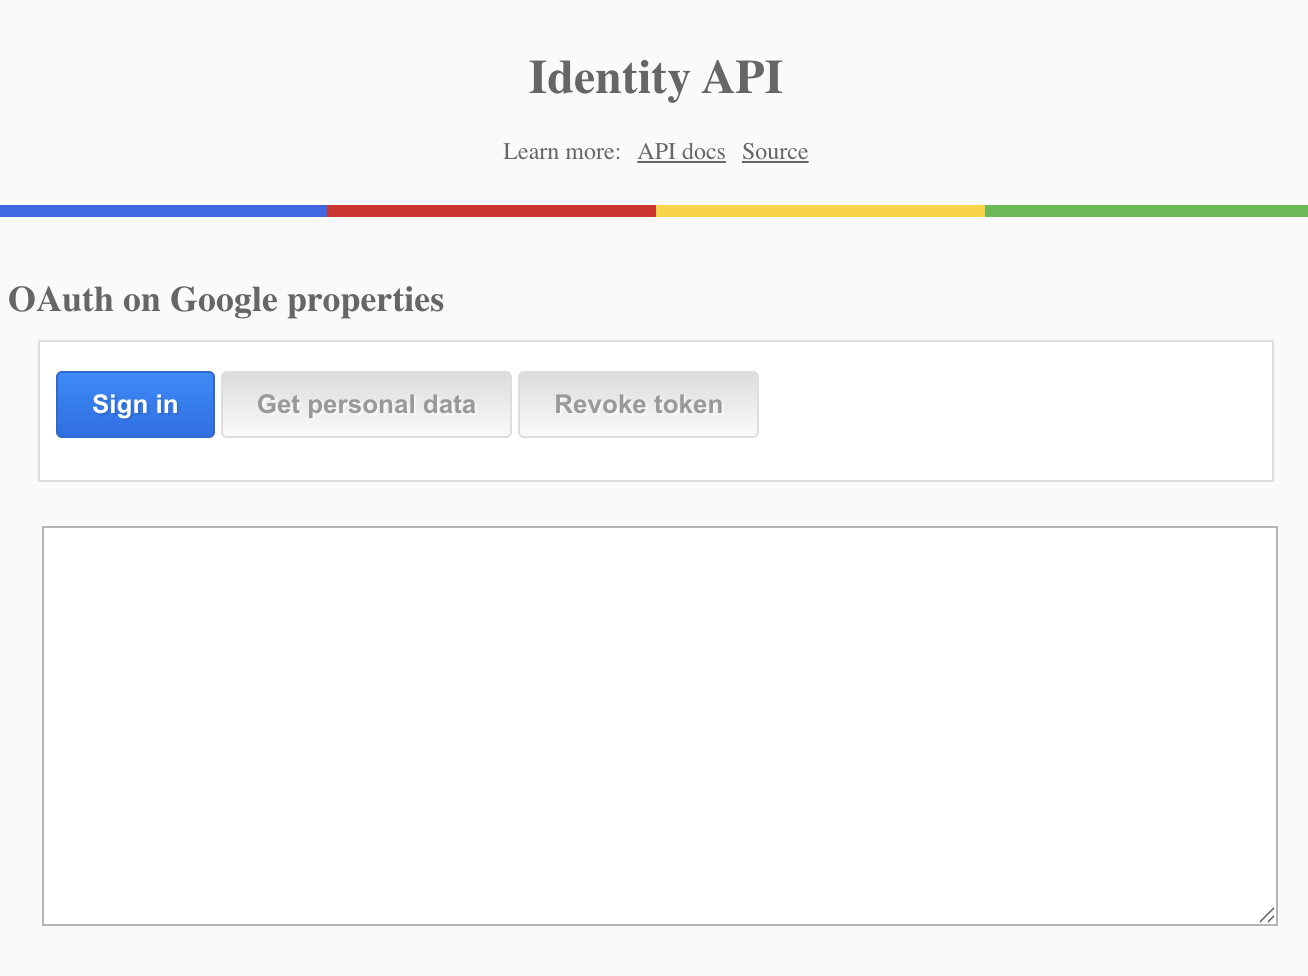 Identity API
Learn more: API docs Source
OAuth on Google properties
Sign in Get personal data Revoke token